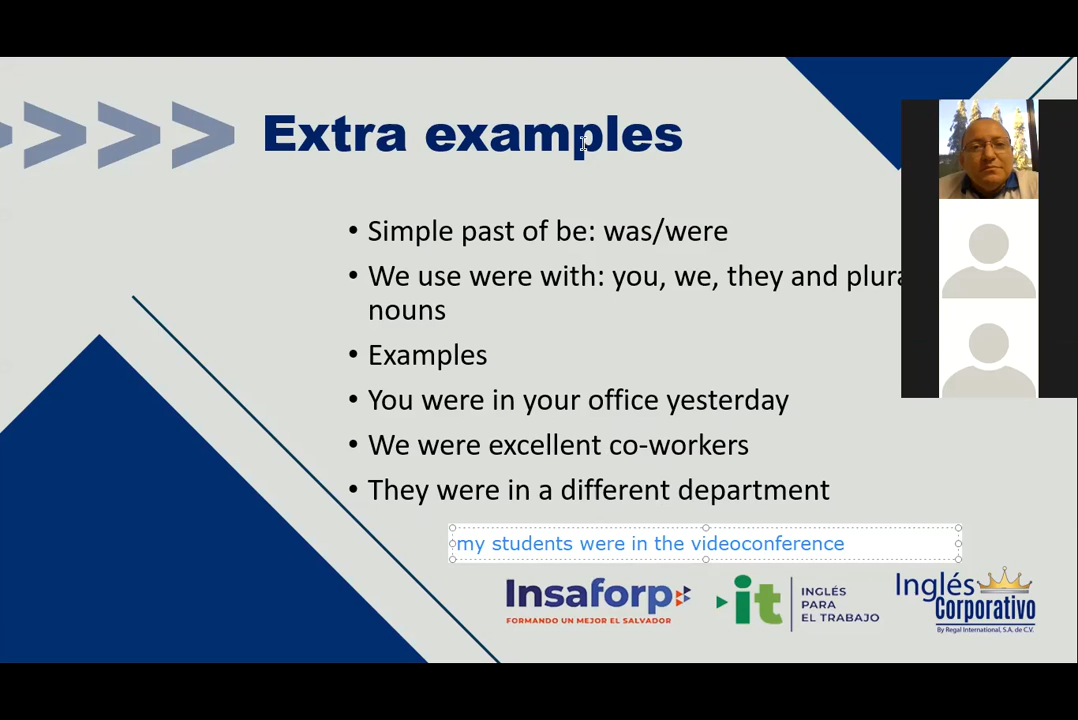 Extra examples
• Simple past of be: was/were
• We use were with: you, we, they and plura
nouns
• Examples
• You were in your office yesterday
• We were excellent co-workers
• They were in a different department
my students were in the videoconference
Insaforp
FORMANDO UN MEJOR EL SALVADOR
it
INGLÉS
PARA
EL TRABAJO
Inglés
Corporativo
By Regal International, S.A. de C.V.